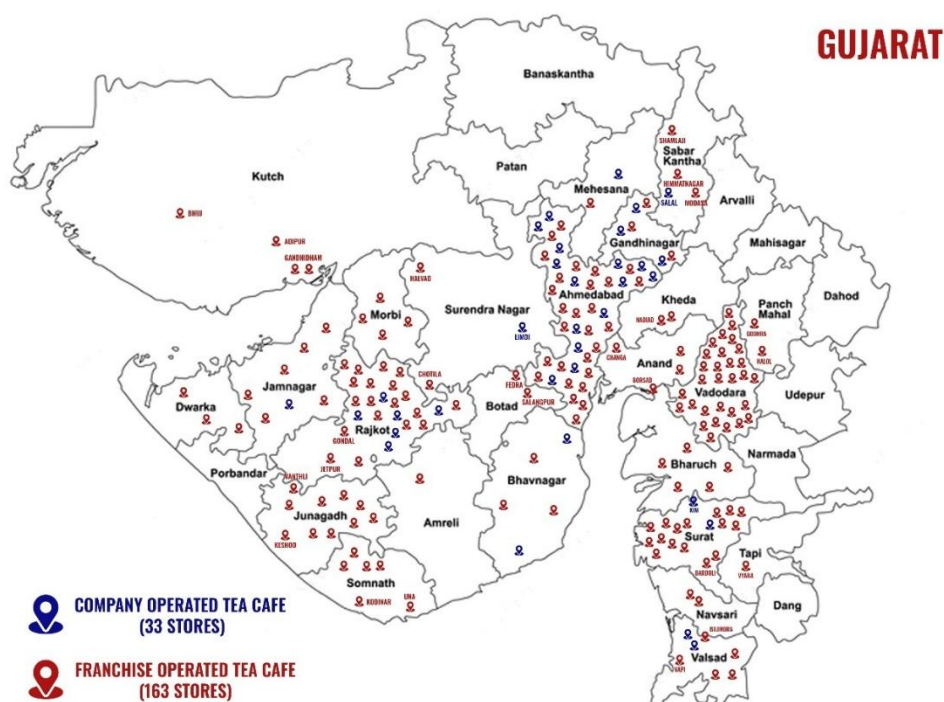 GUJARAT
Banaskantha
SHAMLAJI
Sabar
Kantha
Patan
Kutch
HIMMATNAGAR
Mehesana
SALAL
MODASA
Arvalli
BHUJ
ADIPUR
Gandhinagar
Mahisagar
GANDHIDHAM
HALVAD
Ahmedabad
Kheda
Panch
Mahal
Dahod
Surendra Nagar
Morbi
NADIAD
GODHRA
LIMDI
CHANGA
HALOL
Anand
Jamnagar
CHOTILA
FEDRA
BORSAD
Vadodara
Udepur
Dwarka
SALANGPUR
Botad
Rajkot
GONDAL
Narmada
JETPUR
Bharuch
Porbandar
VANTHLI
Bhavnagar
KIM
Junagadh
Amreli
Surat
KESHOD
Tapi
BARDOLI
VYARA
Somnath
Dang
KODINAR
UNA
Navsari
COMPANY OPERATED TEA CAFE
(33 STORES)
Valsad
VAPI
FRANCHISE OPERATED TEA CAFE
(163 STORES)